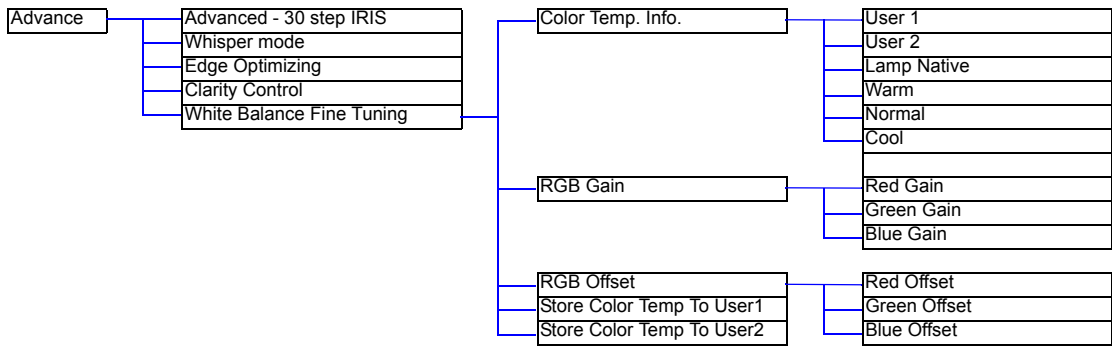 Advance
Advanced - 30 step IRIS
Whisper mode
Edge Optimizing
Clarity Control
White Balance Fine Tuning
Color Temp. Info.
User 1
User 2
Lamp Native
Warm
Normal
Cool
RGB Gain
Red Gain
Green Gain
Blue Gain
RGB Offset
Store Color Temp To User1
Store Color Temp To User2
Red Offset
Green Offset
Blue Offset